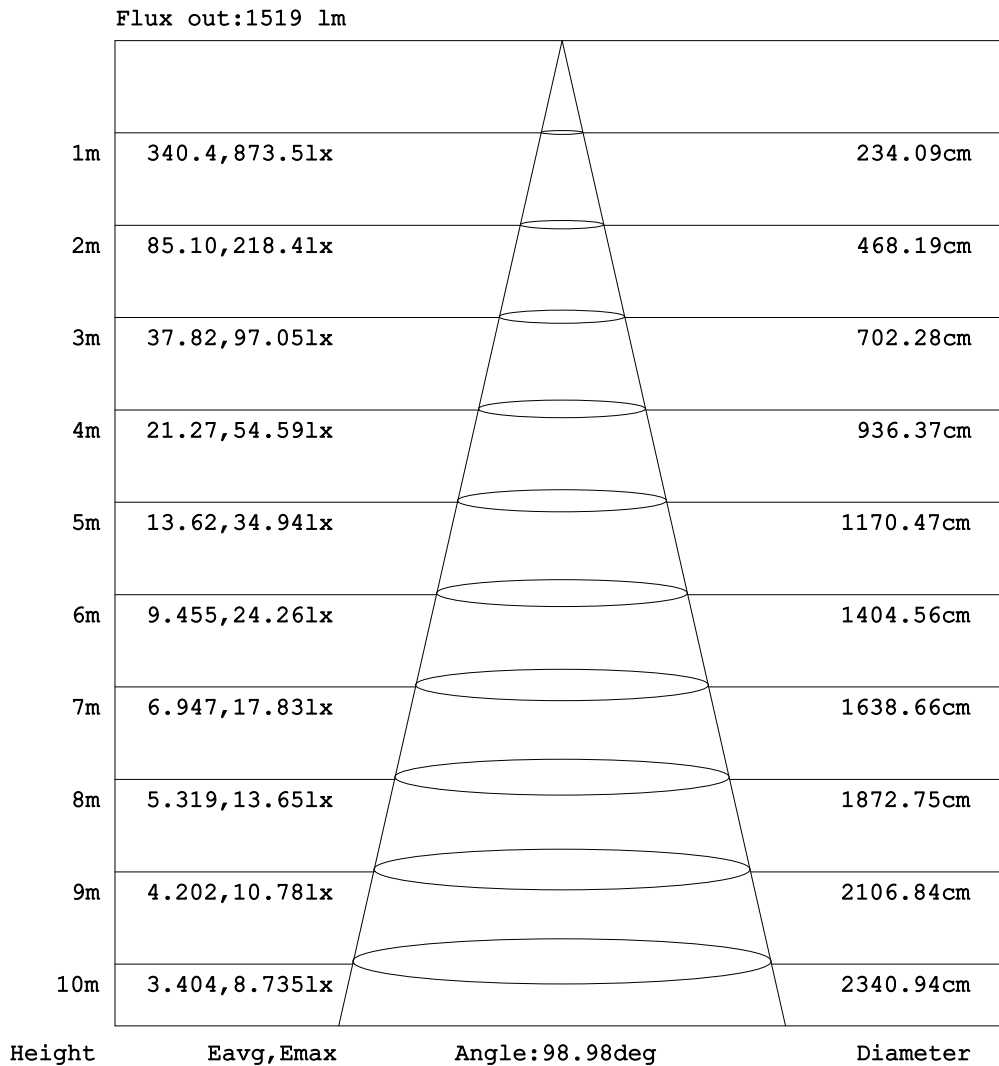 Flux out:1519 lm
1m 340.4,873.5lx 234.09cm
2m 85.10,218.4lx 468.19cm
3m 37.82,97.05lx 702.28cm
4m 21.27,54.59lx 936.37cm
5m 13.62,34.94lx 1170.47cm
6m 9.455,24.26lx 1404.56cm
7m 6.947,17.83lx 1638.66cm
8m 5.319,13.65lx 1872.75cm
9m 4.202,10.78lx 2106.84cm
10m 3.404,8.735lx 2340.94cm
Height Eavg,Emax Angle:98.98deg Diameter